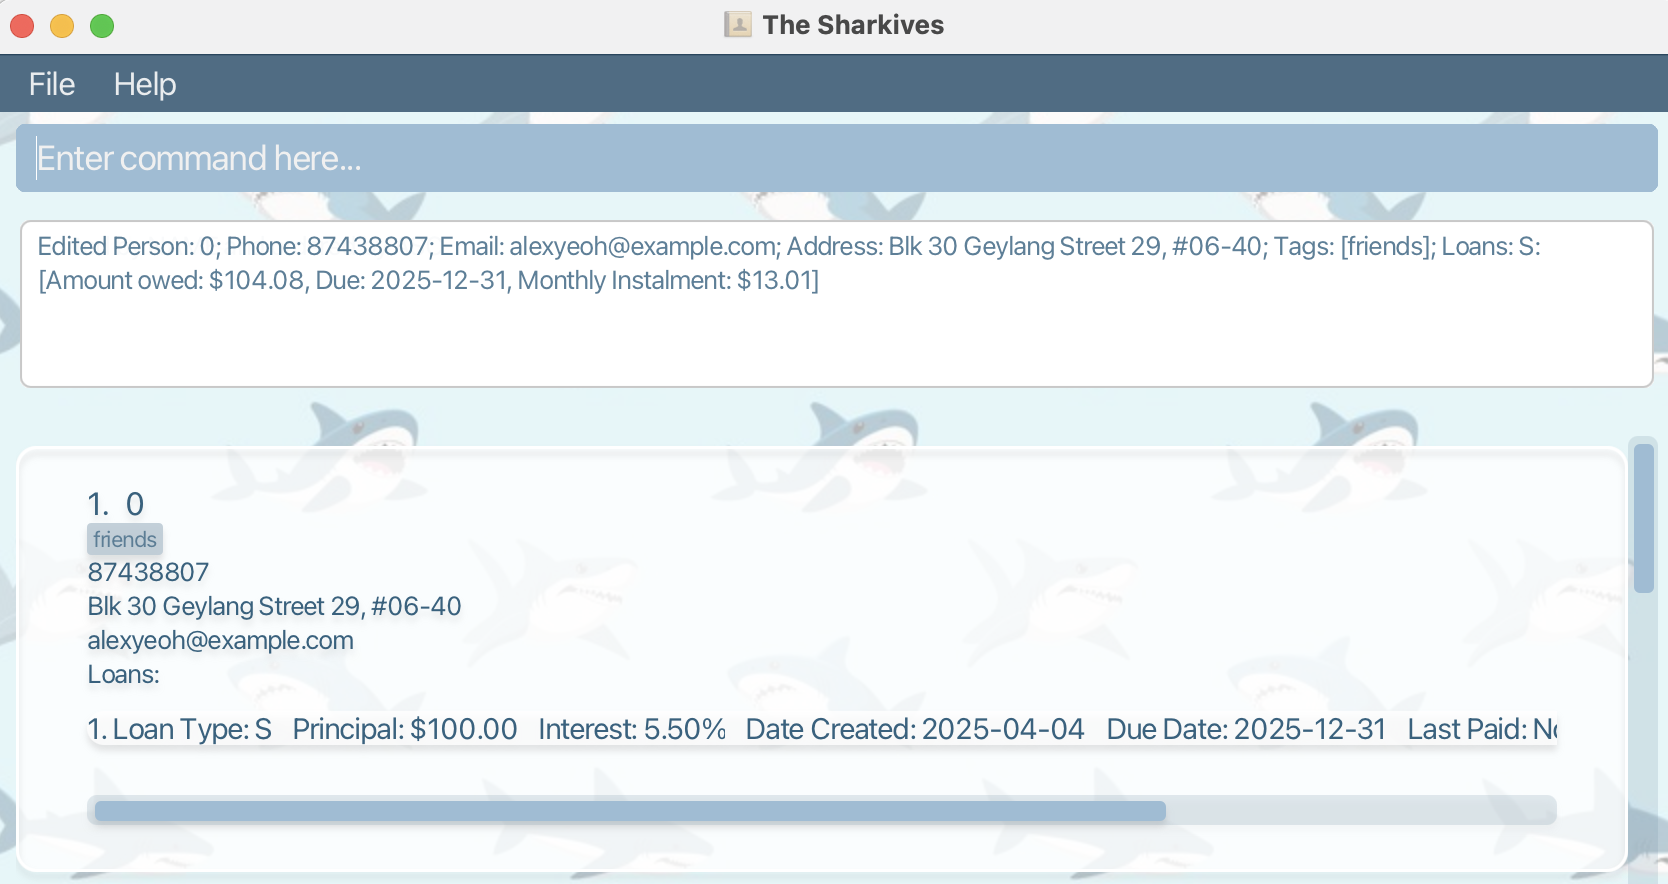 The Sharkives
File Help
Enter command here...
Edited Person: 0; Phone: 87438807; Email: alexyeoh@example.com; Address: Blk 30 Geylang Street 29, #06-40; Tags: [friends]; Loans: S:
[Amount owed: $104.08, Due: 2025-12-31, Monthly Instalment: $13.01]
1. 0
friends
87438807
Blk 30 Geylang Street 29, #06-40
alexyeoh@example.com
Loans:
1. Loan Type: S Principal: $100.00 Interest: 5.50% Date Created: 2025-04-04 Due Date: 2025-12-31 Last Paid: